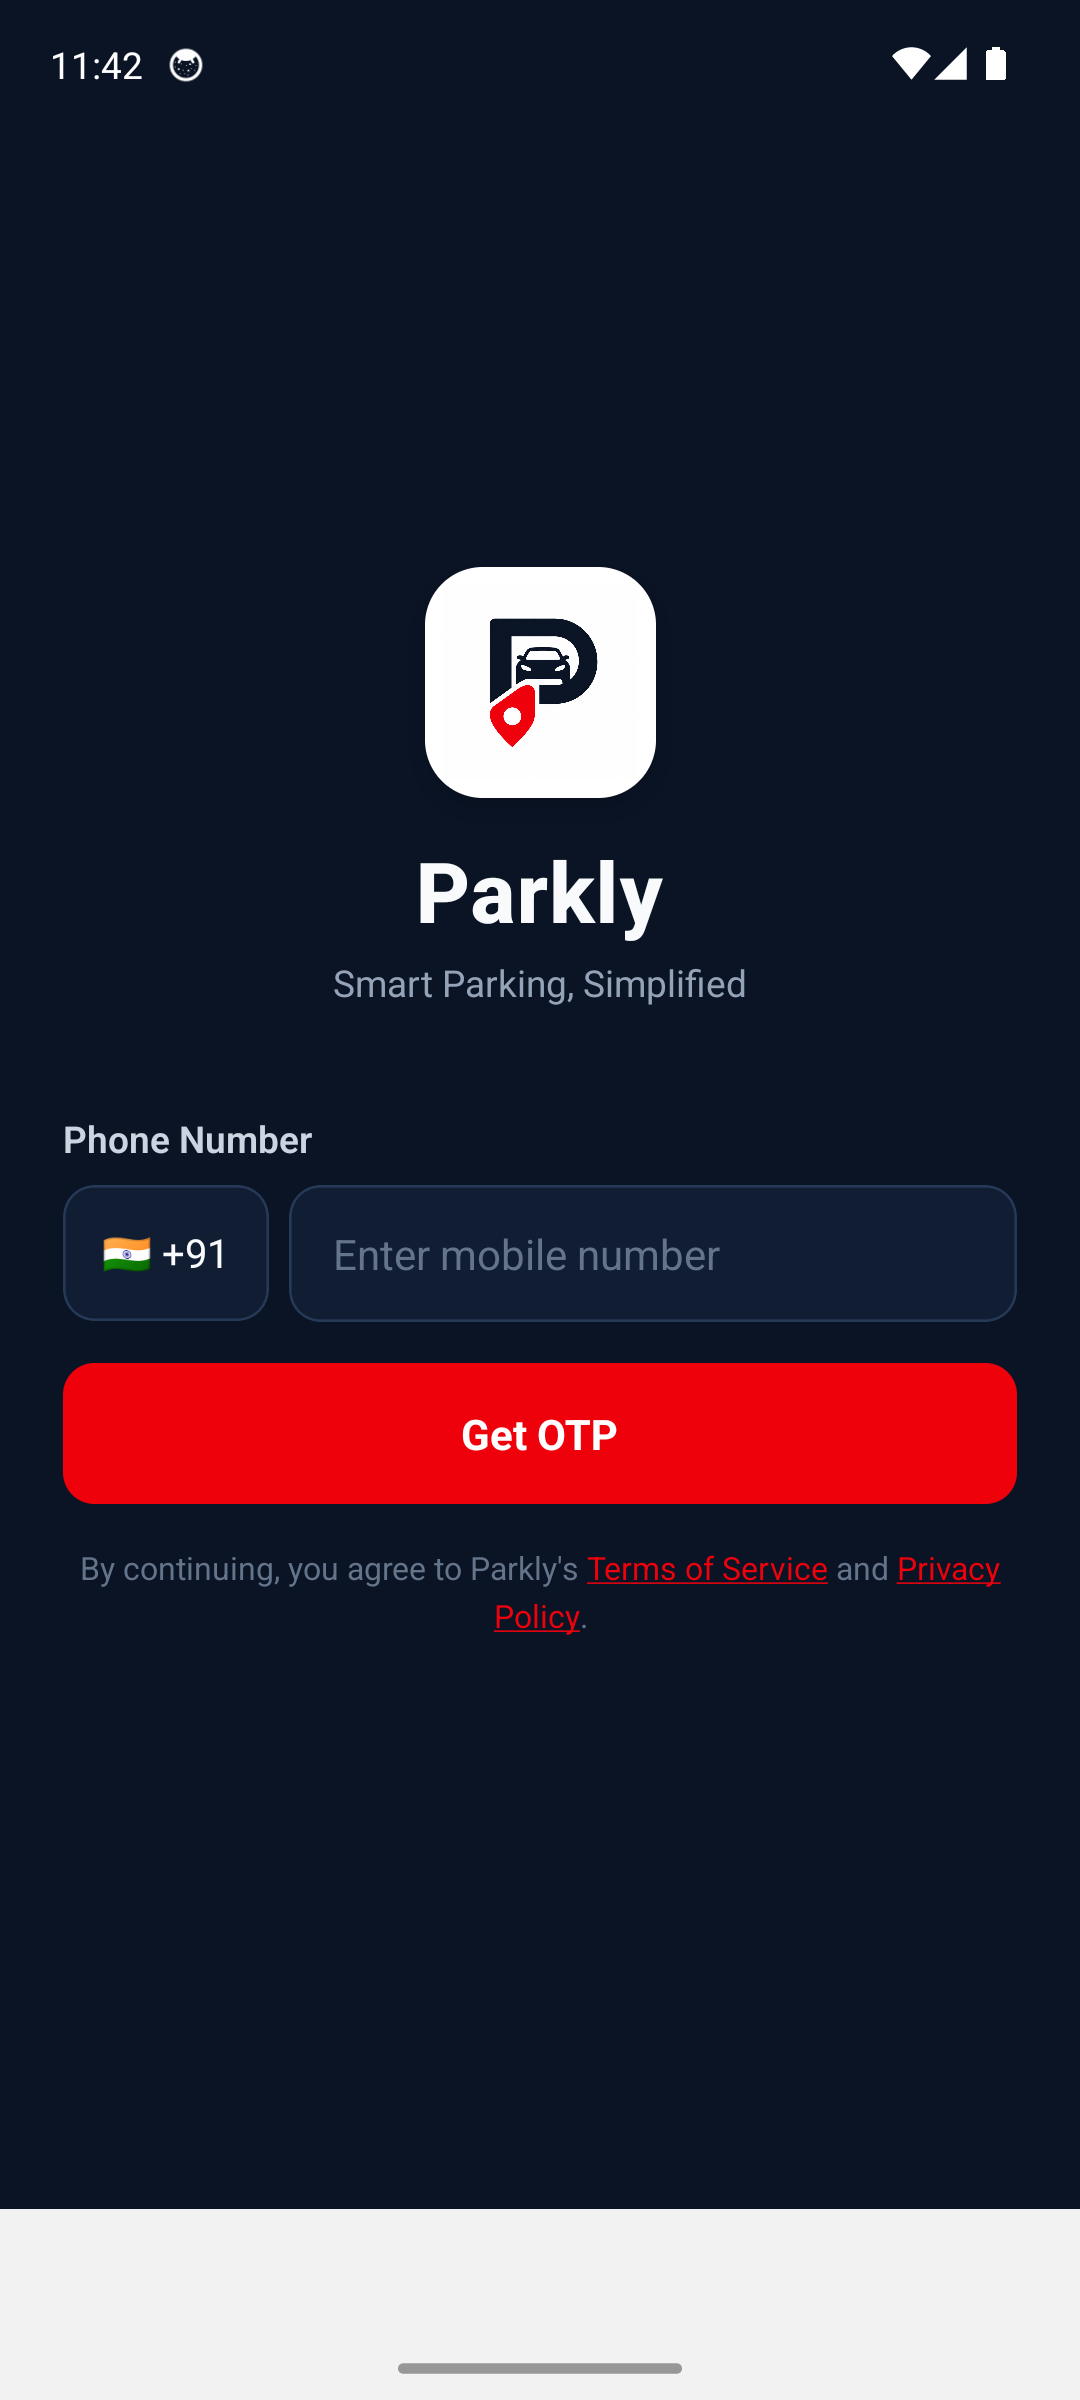 11:42
Parkly
Smart Parking, Simplified
Phone Number
🇮🇳 +91
Enter mobile number
Get OTP
By continuing, you agree to Parkly's Terms of Service and Privacy
Policy.